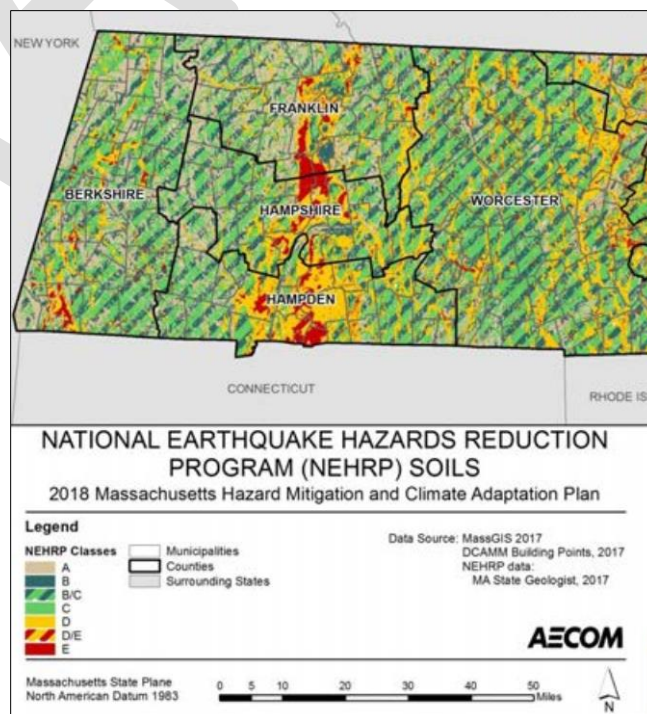 NEW YORK
FRANKLIN
BERKSHIRE
HAMPSHIRE
WORCESTER
HAMPDEN
CONNECTICUT
RHODE IS
NATIONAL EARTHQUAKE HAZARDS REDUCTION
PROGRAM (NEHRP) SOILS
2018 Massachusetts Hazard Mitigation and Climate Adaptation Plan
Legend
NEHRP Classes
A
B
B/C
C
D
D/E
E
Municipalities
Counties
Surrounding States
Data Source: MassGIS 2017
DCAMM Building Points, 2017
NEHRP data:
MA State Geologist, 2017
AECOM
Massachusetts State Plane
North American Datum 1983
0 5 10 20 30 40 50
Miles
N